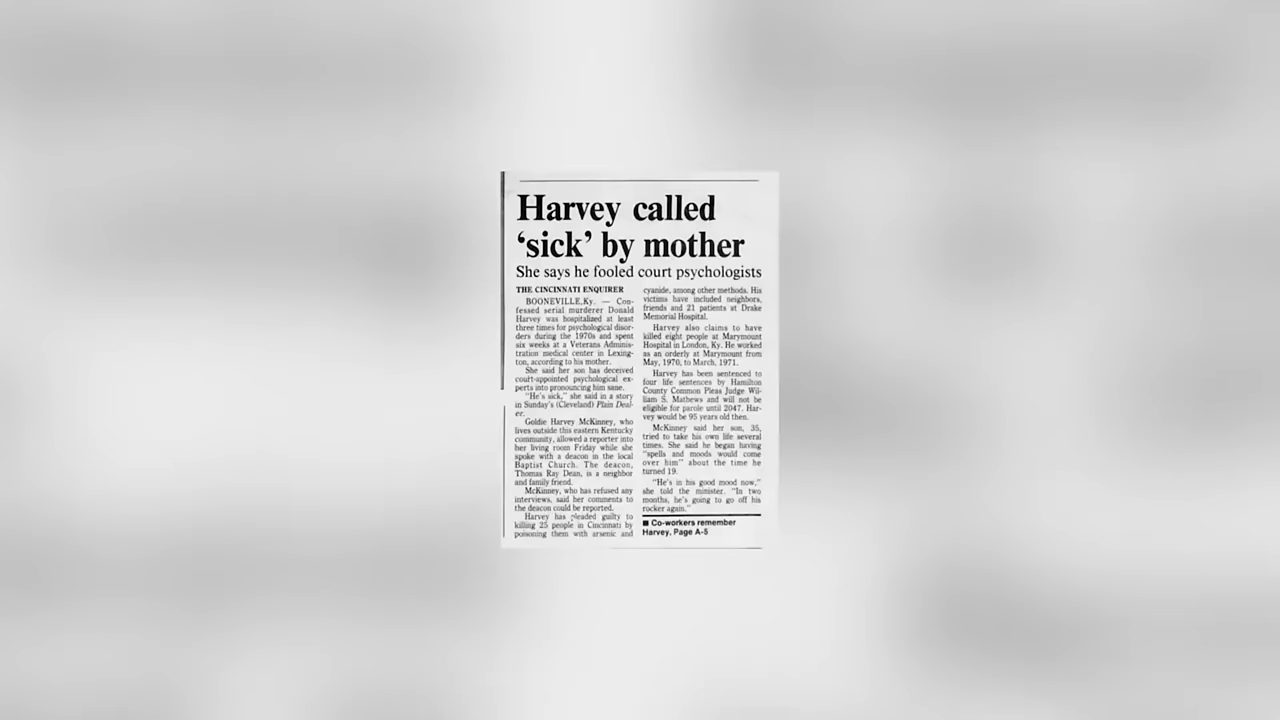 Harvey called
‘sick’ by mother
She says he fooled court psychologists
THE CINCINNATI ENQUIRER
BOONEVILLE,Ky. — Con-
fessed serial murderer Donald
Harvey was hospitalized at least
three times for psychological disor-
ders during the 1970s and spent
six weeks at a Veterans Adminis-
tration medical center in Lexing-
ton, according to his mother.
She said her son has deceived
court-appointed psychological ex-
perts into pronouncing him sane.
"He's sick," she said in a story
in Sunday's (Cleveland) Plain Deal-
er.
Goldie Harvey McKinney, who
lives outside this eastern Kentucky
community, allowed a reporter into
her living room Friday while she
spoke with a deacon in the local
Baptist Church. The deacon,
Thomas Ray Dean, is a neighbor
and family friend.
McKinney, who has refused any
interviews, said her comments to
the deacon could be reported.
Harvey has pleaded guilty to
killing 25 people in Cincinnati by
poisoning them with arsenic and
cyanide, among other methods. His
victims have included neighbors,
friends and 21 patients at Drake
Memorial Hospital.
Harvey also claims to have
killed eight people at Marymount
Hospital in London, Ky. He worked
as an orderly at Marymount from
May, 1970, to March, 1971.
Harvey has been sentenced to
four life sentences by Hamilton
County Common Pleas Judge Wil-
liam S. Mathews and will not be
eligible for parole until 2047. Har-
vey would be 95 years old then.
McKinney said her son, 35,
tried to take his own life several
times. She said he began having
"spells and moods would come
over him" about the time he
turned 19.
"He's in his good mood now,"
she told the minister. "In two
months, he's going to go off his
rocker again."
■ Co-workers remember
Harvey, Page A-5